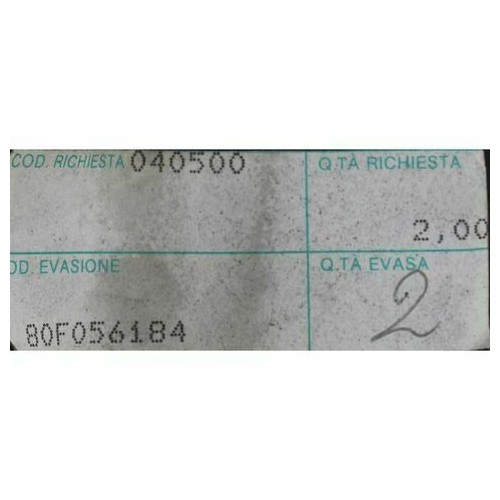 COD. RICHIESTA 040500 Q.TÀ RICHIESTA
2,00
OD. EVASIONE Q.TÀ EVASA
80F056184 2